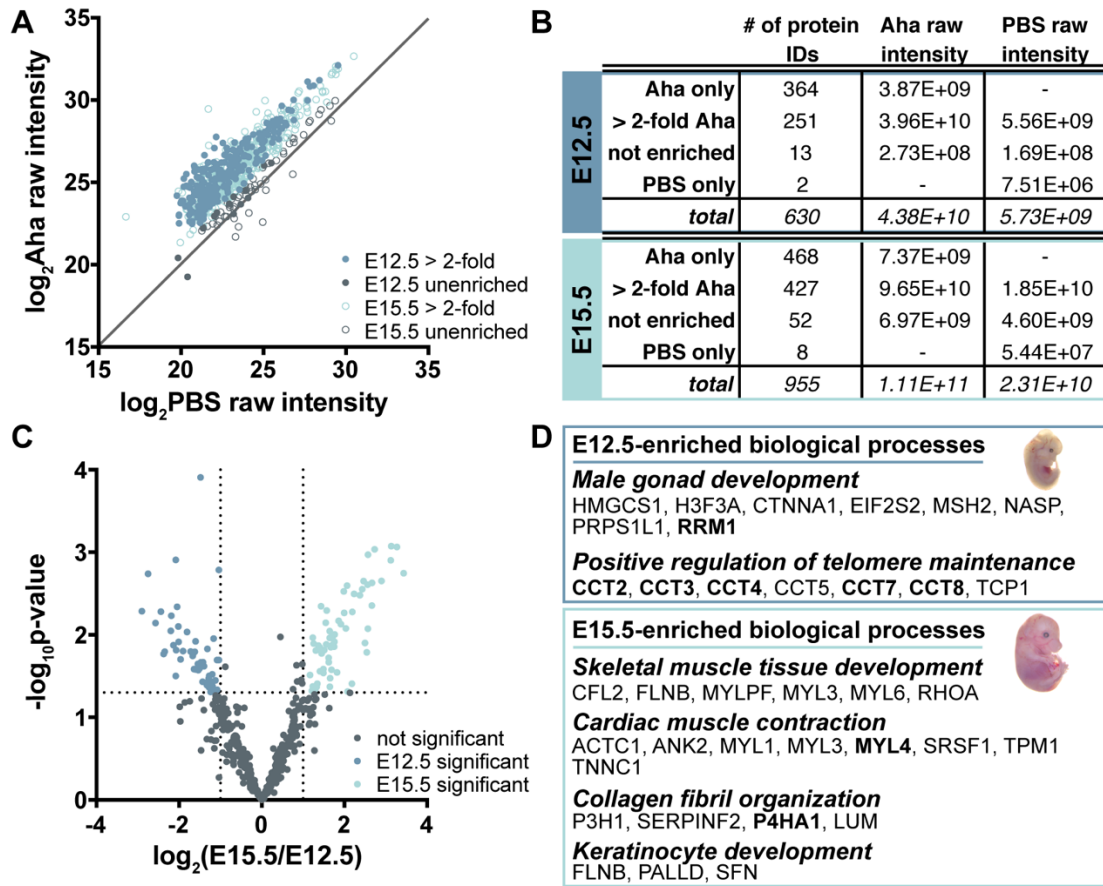 A
35
30
25
20
15
15 20 25 30 35
log2Aha raw intensity
log2PBS raw intensity
E12.5 > 2-fold
E12.5 unenriched
E15.5 > 2-fold
E15.5 unenriched
B
# of protein IDs Aha raw intensity PBS raw intensity
E12.5
Aha only 364 3.87E+09 -
> 2-fold Aha 251 3.96E+10 5.56E+09
not enriched 13 2.73E+08 1.69E+08
PBS only 2 - 7.51E+06
total 630 4.38E+10 5.73E+09
E15.5
Aha only 468 7.37E+09 -
> 2-fold Aha 427 9.65E+10 1.85E+10
not enriched 52 6.97E+09 4.60E+09
PBS only 8 - 5.44E+07
total 955 1.11E+11 2.31E+10
C
4
3
2
1
0
-4 -2 0 2 4
-log10p-value
log2(E15.5/E12.5)
not significant
E12.5 significant
E15.5 significant
D
E12.5-enriched biological processes
Male gonad development
HMGCS1, H3F3A, CTNNA1, EIF2S2, MSH2, NASP,
PRPS1L1, RRM1
Positive regulation of telomere maintenance
CCT2, CCT3, CCT4, CCT5, CCT7, CCT8, TCP1
E15.5-enriched biological processes
Skeletal muscle tissue development
CFL2, FLNB, MYLPF, MYL3, MYL6, RHOA
Cardiac muscle contraction
ACTC1, ANK2, MYL1, MYL3, MYL4, SRSF1, TPM1
TNNC1
Collagen fibril organization
P3H1, SERPINF2, P4HA1, LUM
Keratinocyte development
FLNB, PALLD, SFN